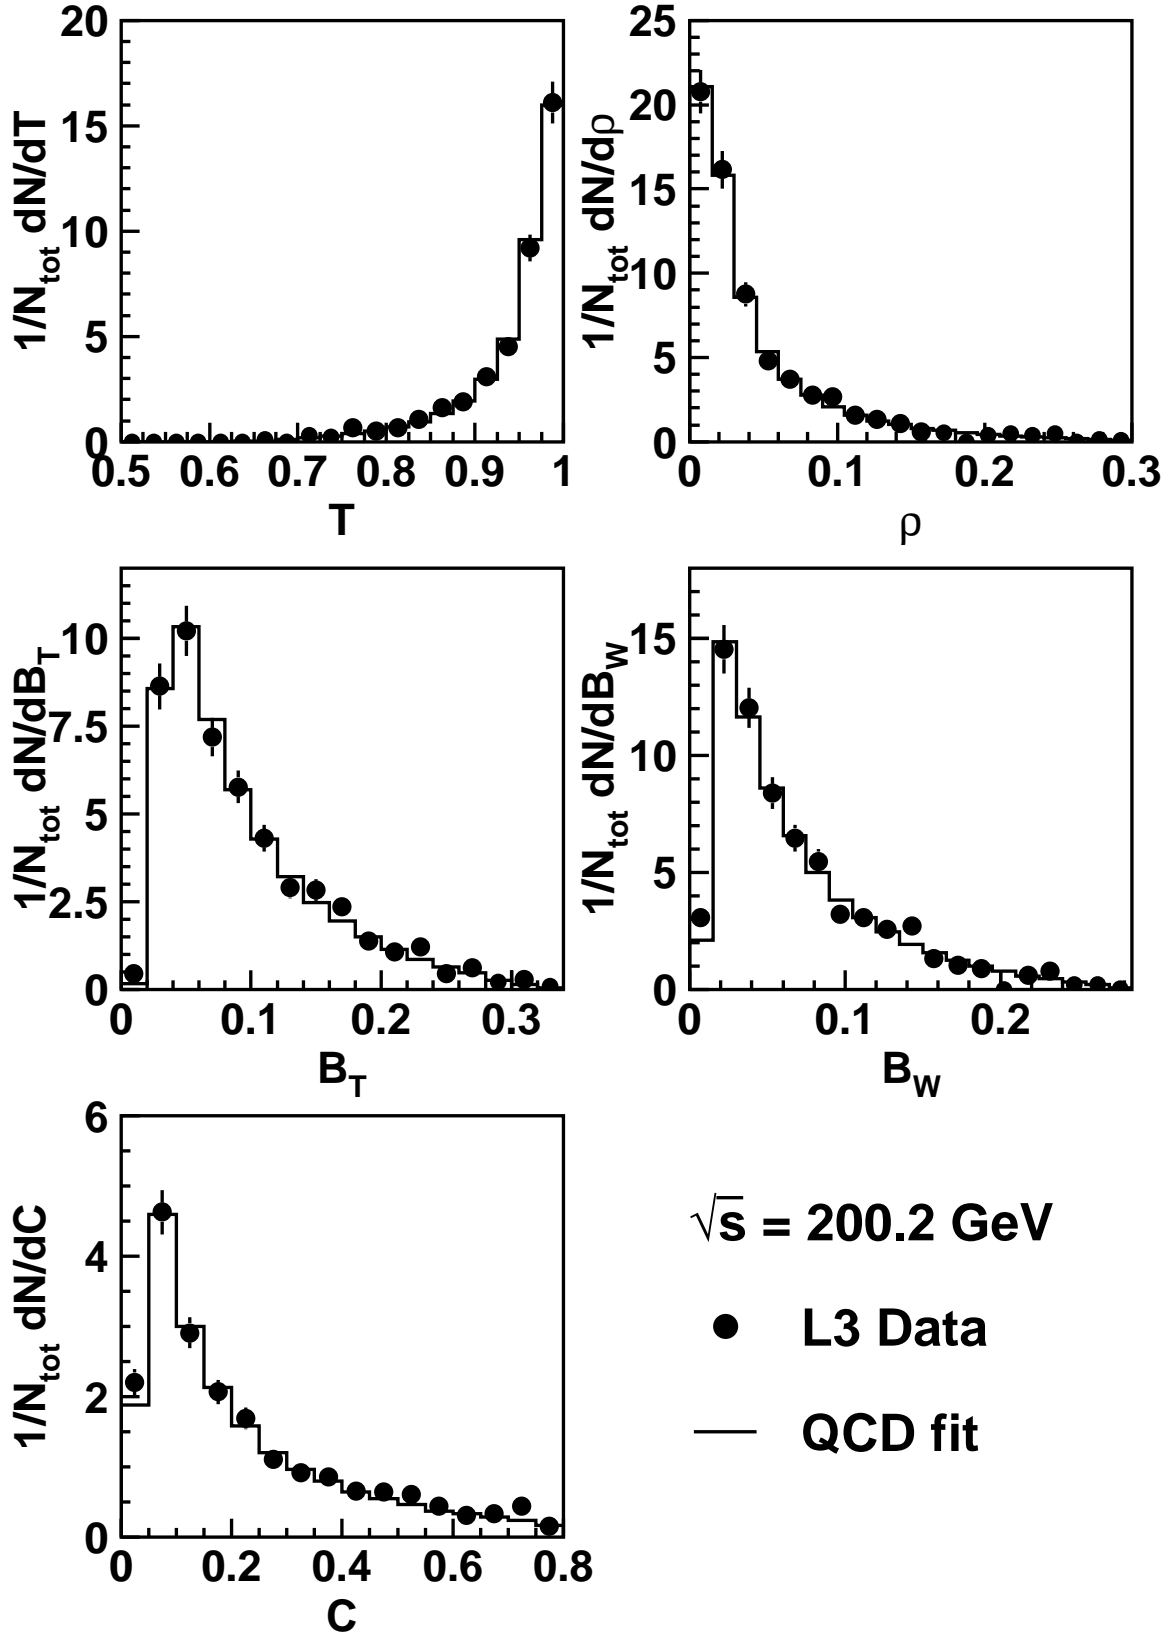 20
15
10
5
0
0.5 0.6 0.7 0.8 0.9 1
T
1/N_tot dN/dT
25
20
15
10
5
0
0 0.1 0.2 0.3
ρ
1/N_tot dN/dρ
10
7.5
5
2.5
0
0 0.1 0.2 0.3
B_T
1/N_tot dN/dB_T
15
10
5
0
0 0.1 0.2
B_W
1/N_tot dN/dB_W
6
4
2
0
0 0.2 0.4 0.6 0.8
C
1/N_tot dN/dC
√s = 200.2 GeV
L3 Data
QCD fit